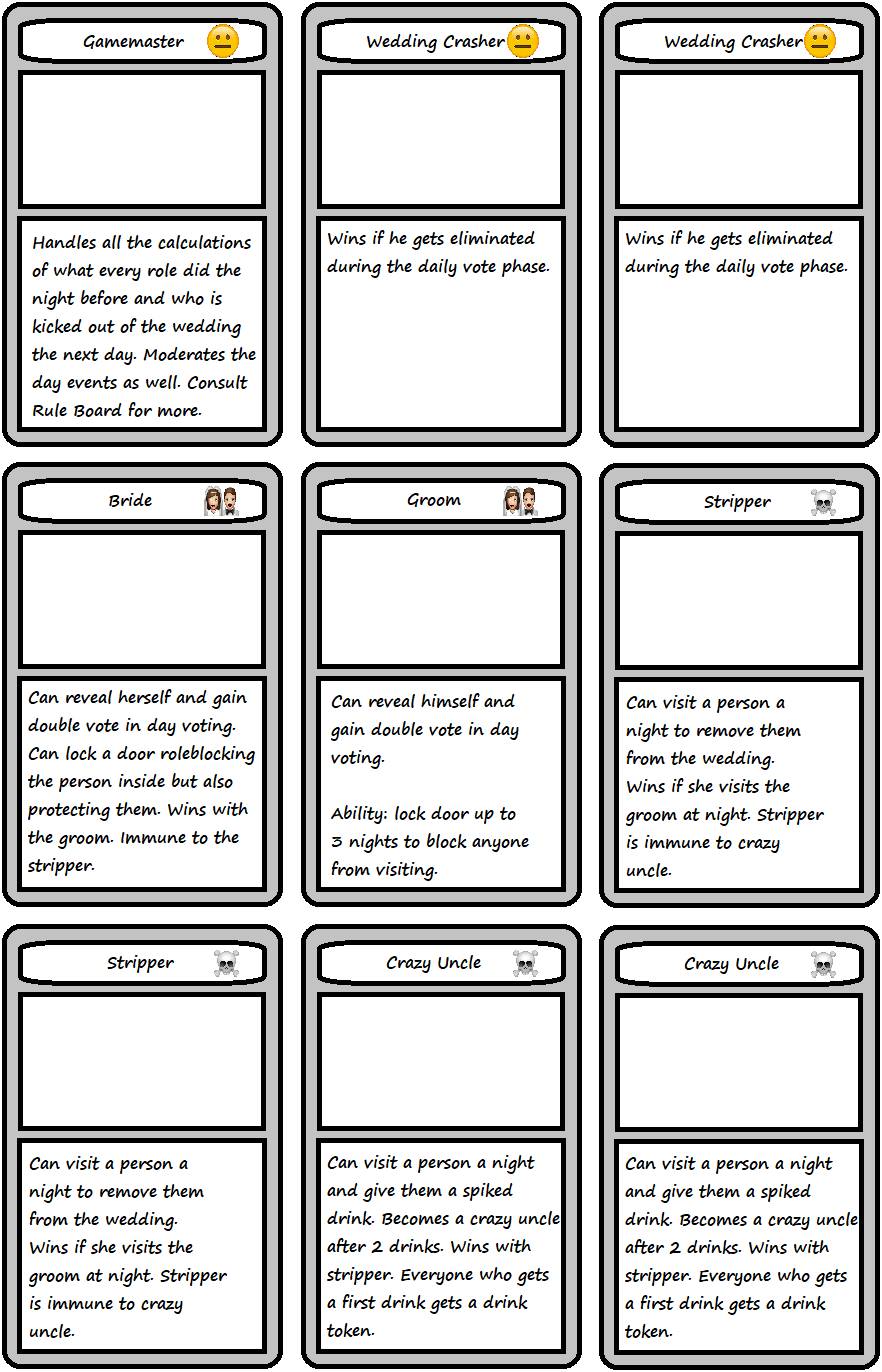 Gamemaster
Handles all the calculations
of what every role did the
night before and who is
kicked out of the wedding
the next day. Moderates the
day events as well. Consult
Rule Board for more.
Wedding Crasher
Wins if he gets eliminated
during the daily vote phase.
Wedding Crasher
Wins if he gets eliminated
during the daily vote phase.
Bride
Can reveal herself and gain
double vote in day voting.
Can lock a door roleblocking
the person inside but also
protecting them. Wins with
the groom. Immune to the
stripper.
Groom
Can reveal himself and
gain double vote in day
voting.
Ability: lock door up to
3 nights to block anyone
from visiting.
Stripper
Can visit a person a
night to remove them
from the wedding.
Wins if she visits the
groom at night. Stripper
is immune to crazy
uncle.
Stripper
Can visit a person a
night to remove them
from the wedding.
Wins if she visits the
groom at night. Stripper
is immune to crazy
uncle.
Crazy Uncle
Can visit a person a night
and give them a spiked
drink. Becomes a crazy uncle
after 2 drinks. Wins with
stripper. Everyone who gets
a first drink gets a drink
token.
Crazy Uncle
Can visit a person a night
and give them a spiked
drink. Becomes a crazy uncle
after 2 drinks. Wins with
stripper. Everyone who gets
a first drink gets a drink
token.